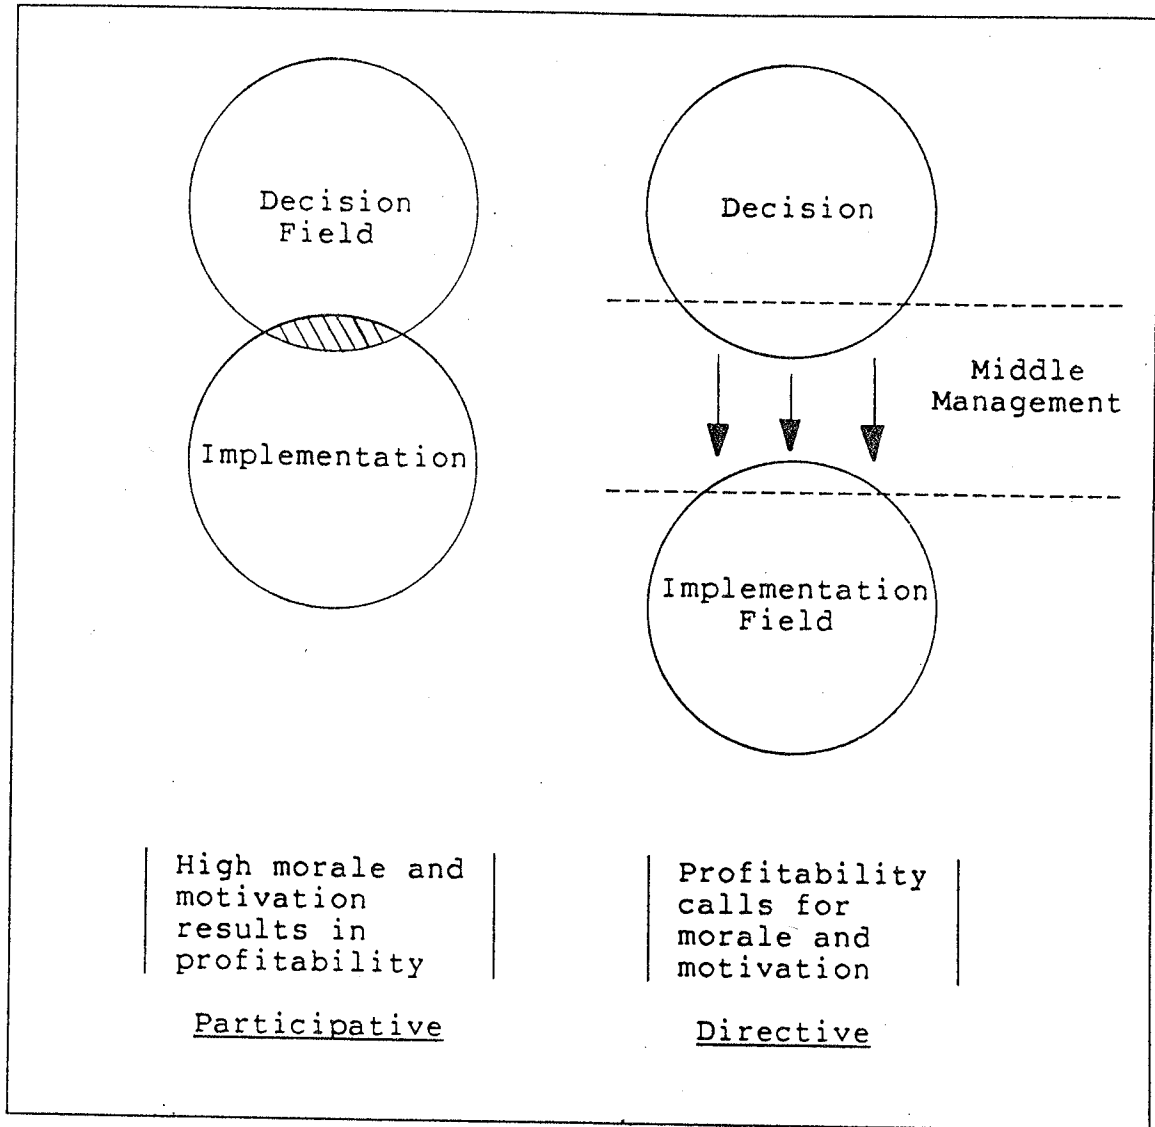 Decision
Field
Implementation
High morale and
motivation
results in
profitability
Participative
Decision
Middle
Management
Implementation
Field
Profitability
calls for
morale and
motivation
Directive